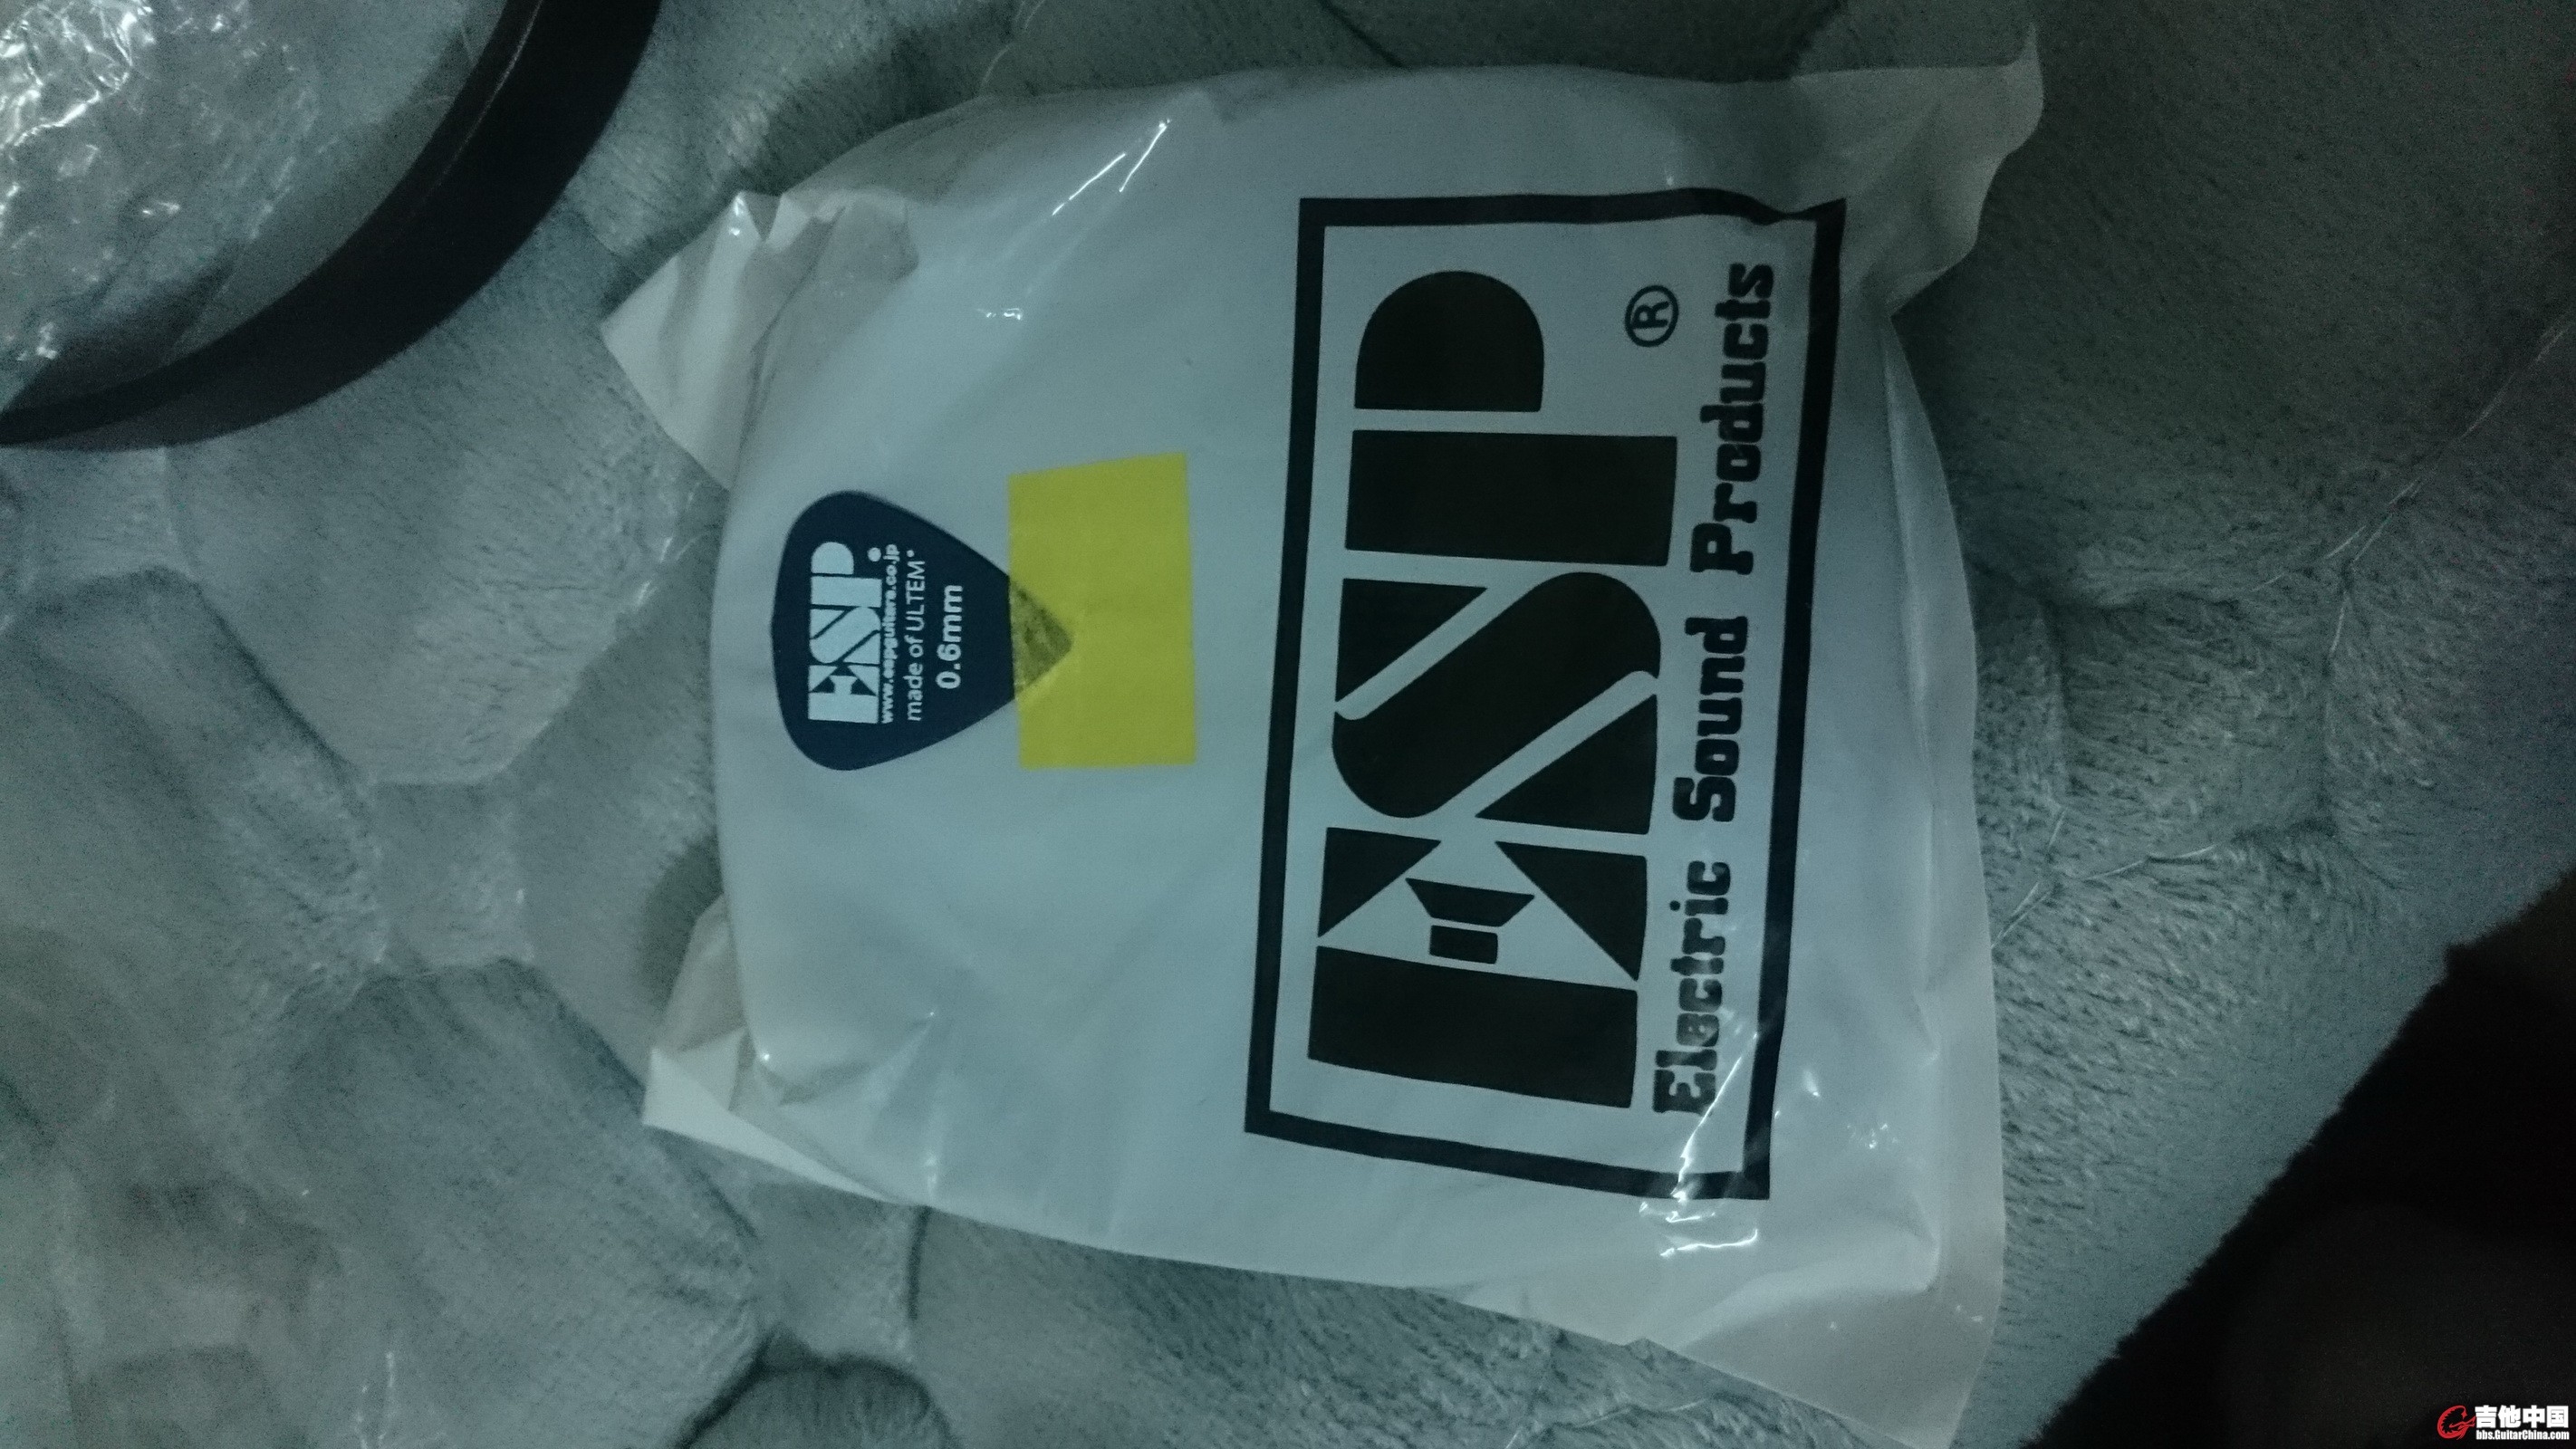 ESP
www.espguitars.co.jp
made of ULTEM
0.6mm
ESP®
Electric Sound Products
吉他中国
bbs.GuitarChina.com